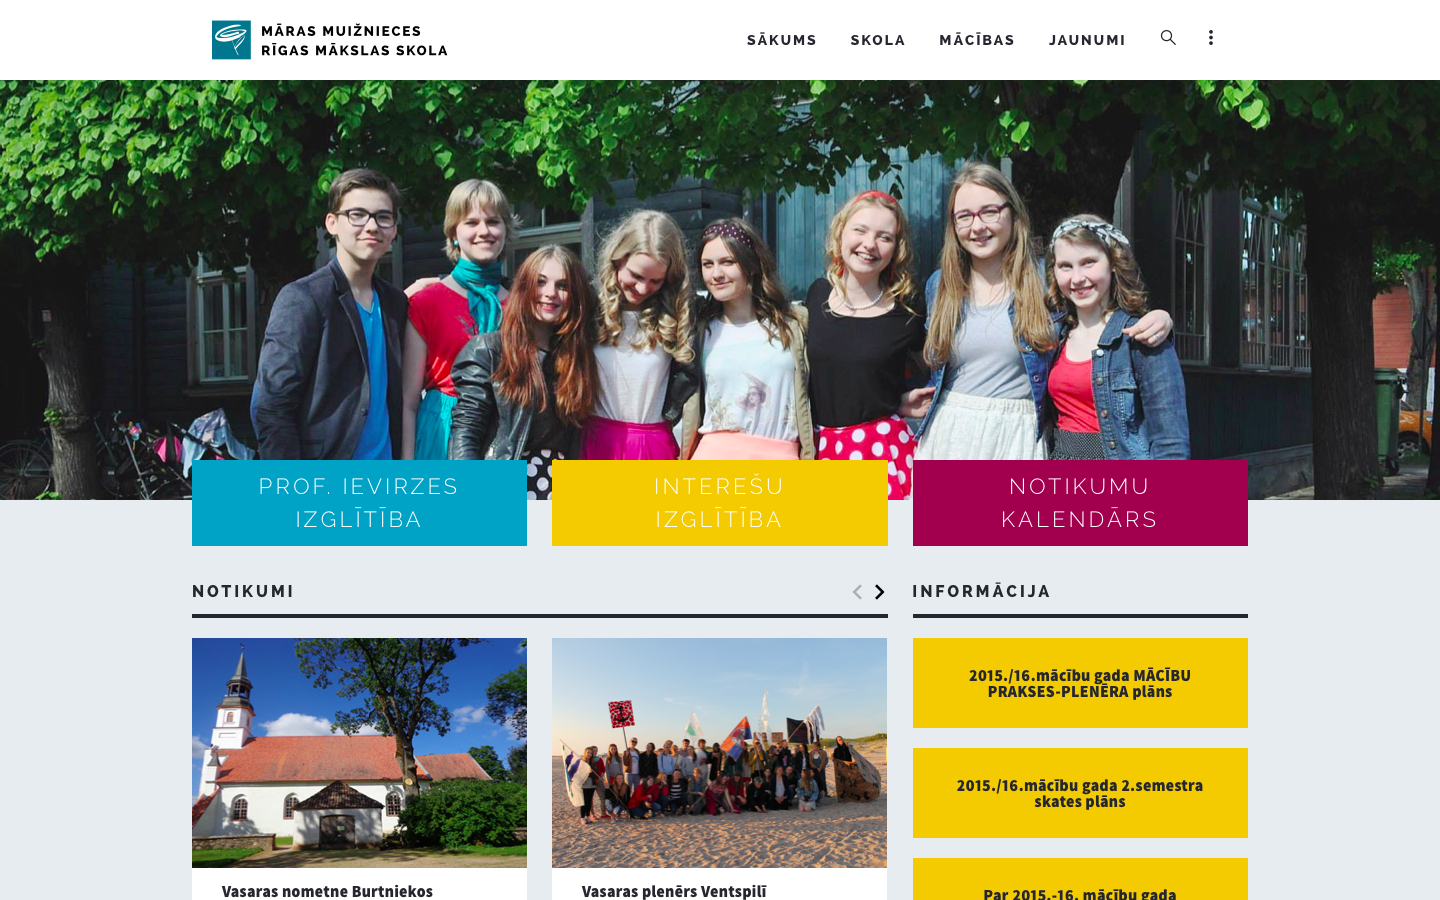 MĀRAS MUIŽNIECES
RĪGAS MĀKSLAS SKOLA
SĀKUMS SKOLA MĀCĪBAS JAUNUMI
PROF. IEVIRZES
IZGLĪTĪBA
INTEREŠU
IZGLĪTĪBA
NOTIKUMU
KALENDĀRS
NOTIKUMI
INFORMĀCIJA
2015./16.mācību gada MĀCĪBU
PRAKSES-PLENĒRA plāns
2015./16.mācību gada 2.semestra
skates plāns
Vasaras nometne Burtniekos
Vasaras plenērs Ventspilī
Par 2015.-16. mācību gada